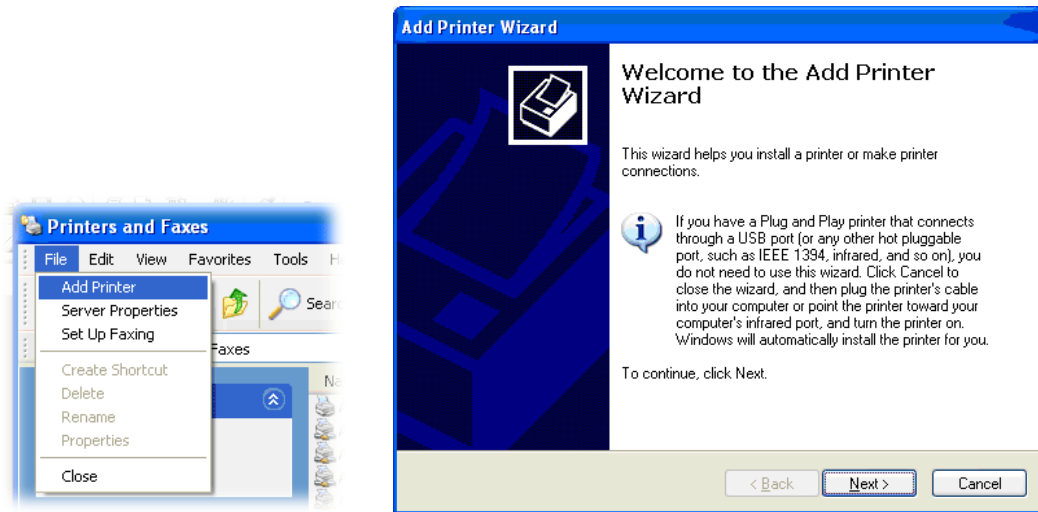 Printers and Faxes
File Edit View Favorites Tools H
Add Printer
Server Properties
Sear
Set Up Faxing
Faxes
Create Shortcut
Na
Delete
Rename
Properties
Close
Add Printer Wizard
Welcome to the Add Printer
Wizard
This wizard helps you install a printer or make printer
connections.
If you have a Plug and Play printer that connects
through a USB port (or any other hot pluggable
port, such as IEEE 1394, infrared, and so on), you
do not need to use this wizard. Click Cancel to
close the wizard, and then plug the printer's cable
into your computer or point the printer toward your
computer's infrared port, and turn the printer on.
Windows will automatically install the printer for you.
To continue, click Next.
< Back Next > Cancel